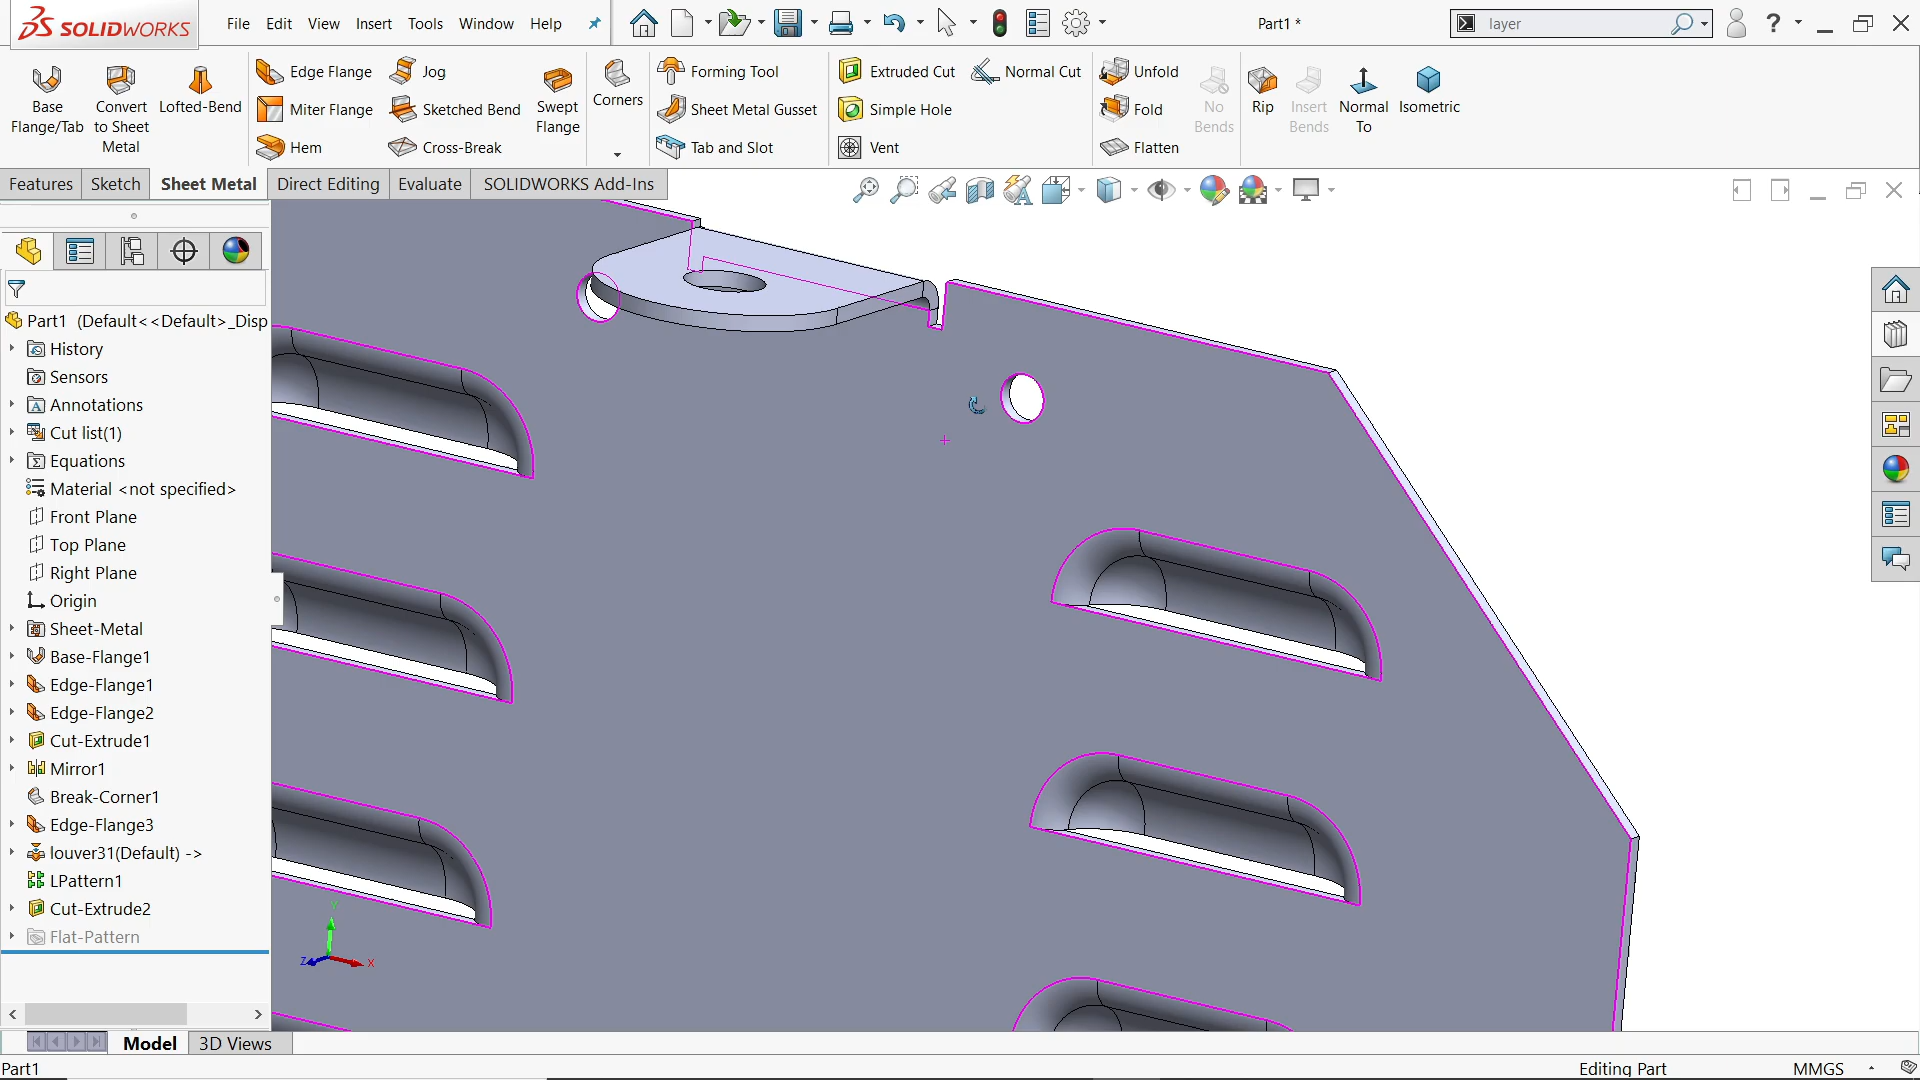 SOLIDWORKS
File Edit View Insert Tools Window Help
Part1 *
layer
?
Base Flange/Tab
Convert to Sheet Metal
Lofted-Bend
Edge Flange
Miter Flange
Hem
Jog
Sketched Bend
Cross-Break
Swept Flange
Corners
Forming Tool
Sheet Metal Gusset
Tab and Slot
Extruded Cut
Simple Hole
Vent
Normal Cut
Unfold
Fold
Flatten
No Bends
Rip
Insert Bends
Normal To
Isometric
Features Sketch Sheet Metal Direct Editing Evaluate SOLIDWORKS Add-Ins
Part1 (Default<<Default>_Disp
History
Sensors
Annotations
Cut list(1)
Equations
Material <not specified>
Front Plane
Top Plane
Right Plane
Origin
Sheet-Metal
Base-Flange1
Edge-Flange1
Edge-Flange2
Cut-Extrude1
Mirror1
Break-Corner1
Edge-Flange3
louver31(Default) ->
LPattern1
Cut-Extrude2
Flat-Pattern
Y
Z
X
Model 3D Views
Part1
Editing Part
MMGS